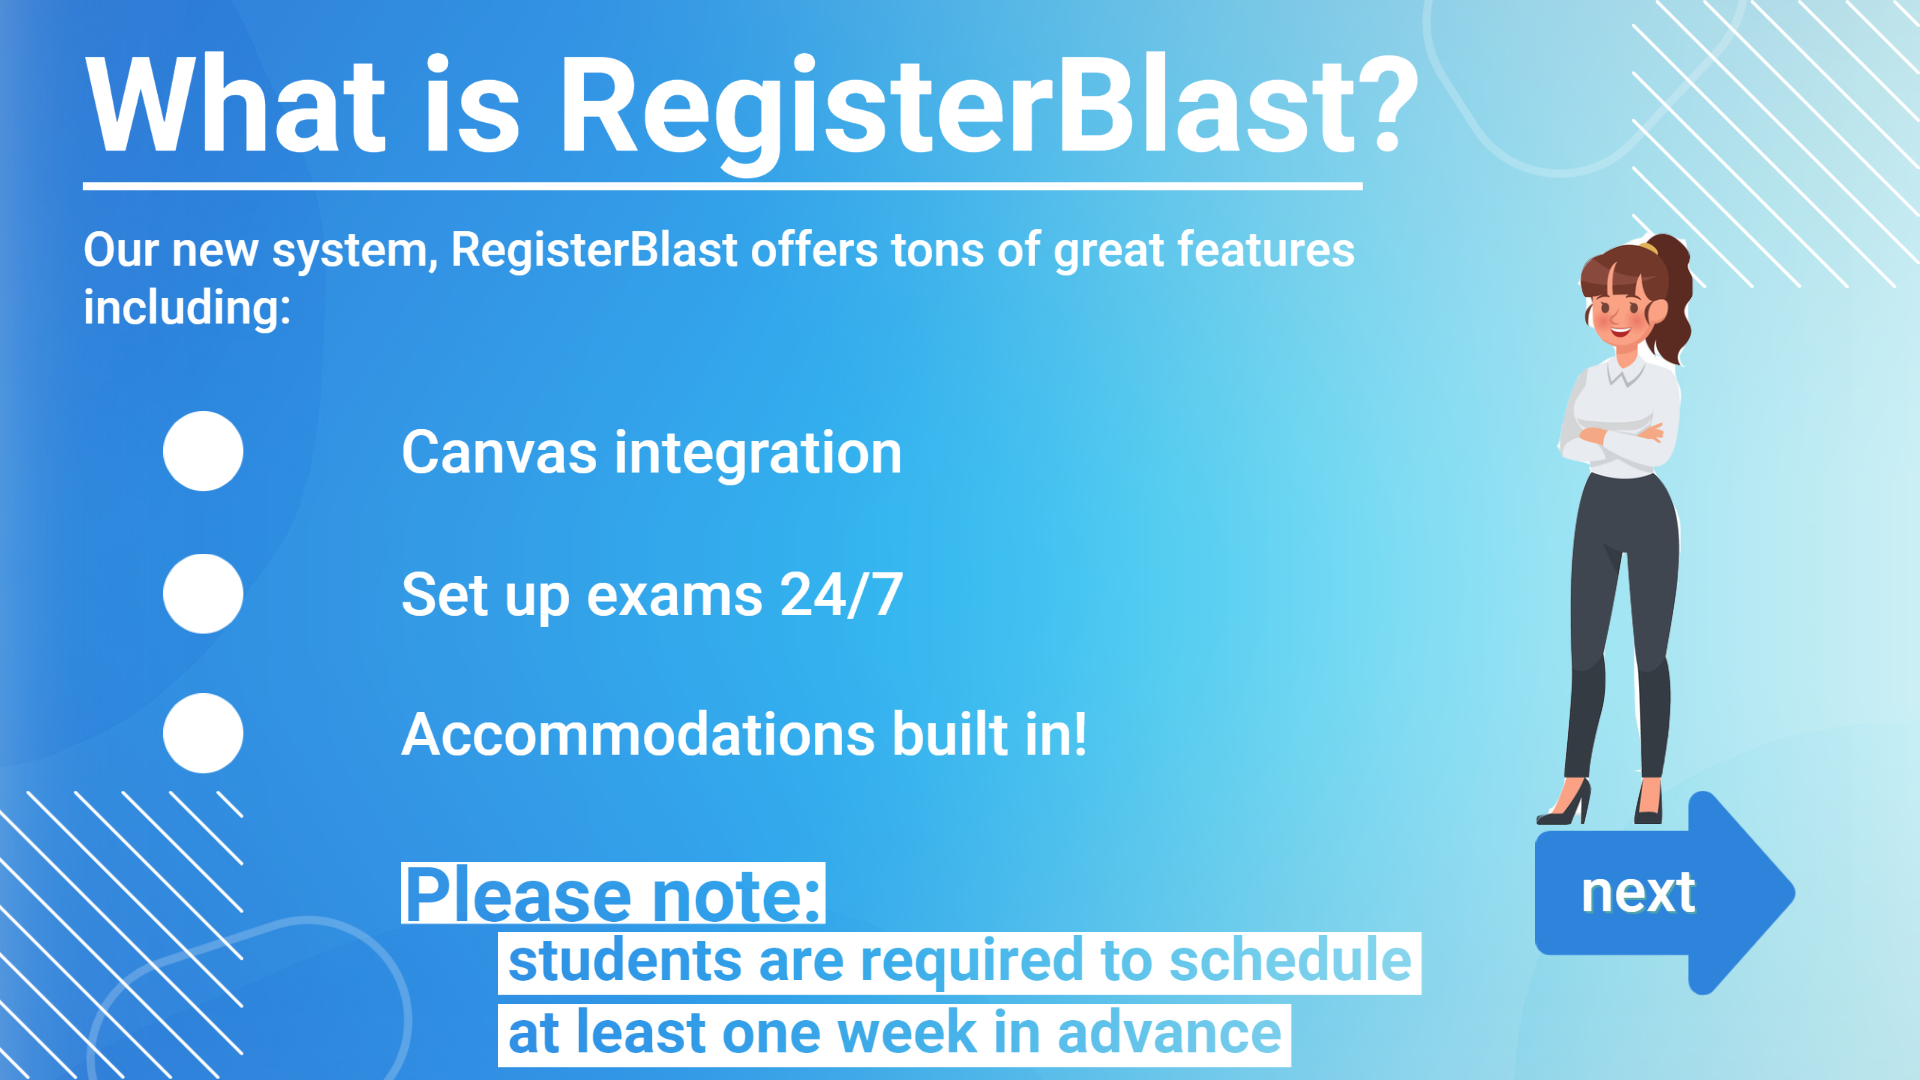 What is RegisterBlast?
Our new system, RegisterBlast offers tons of great features
including:
Canvas integration
Set up exams 24/7
Accommodations built in!
Please note:
students are required to schedule
at least one week in advance
next